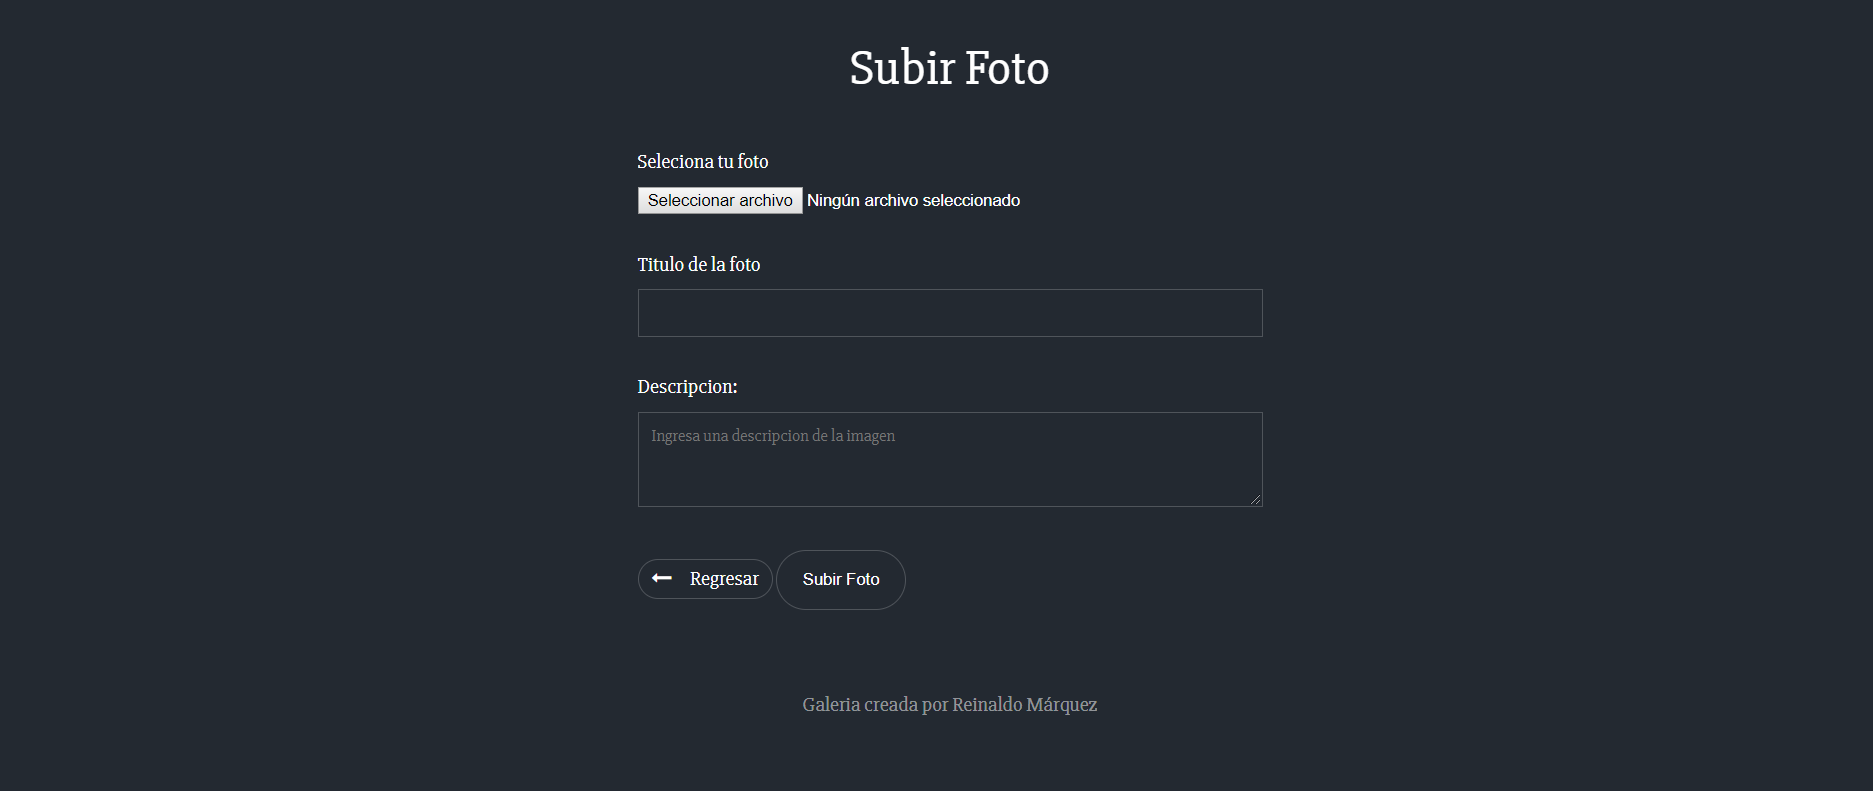 Subir Foto
Seleciona tu foto
Seleccionar archivo Ningún archivo seleccionado
Titulo de la foto
Descripcion:
Ingresa una descripcion de la imagen
Regresar Subir Foto
Galeria creada por Reinaldo Márquez